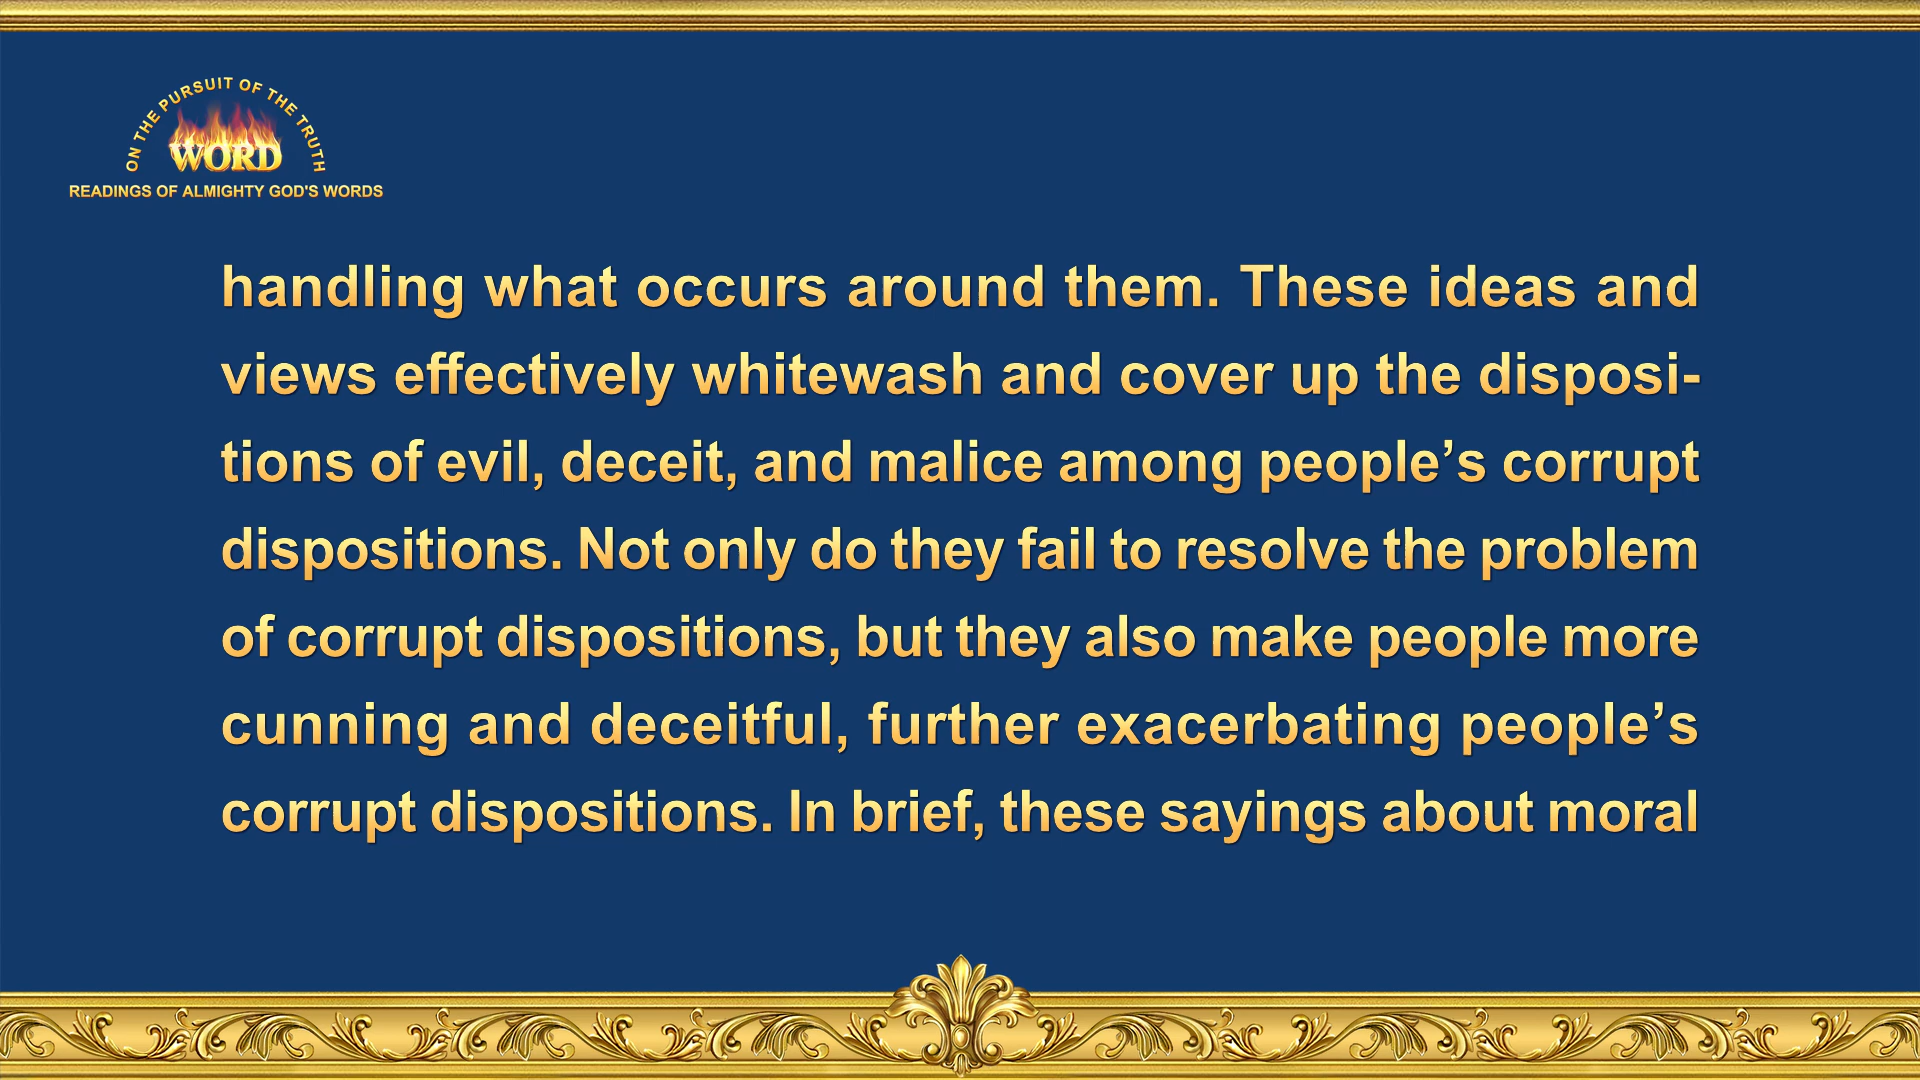 ON THE PURSUIT OF THE TRUTH
WORD
READINGS OF ALMIGHTY GOD'S WORDS
handling what occurs around them. These ideas and
views effectively whitewash and cover up the disposi-
tions of evil, deceit, and malice among people’s corrupt
dispositions. Not only do they fail to resolve the problem
of corrupt dispositions, but they also make people more
cunning and deceitful, further exacerbating people’s
corrupt dispositions. In brief, these sayings about moral